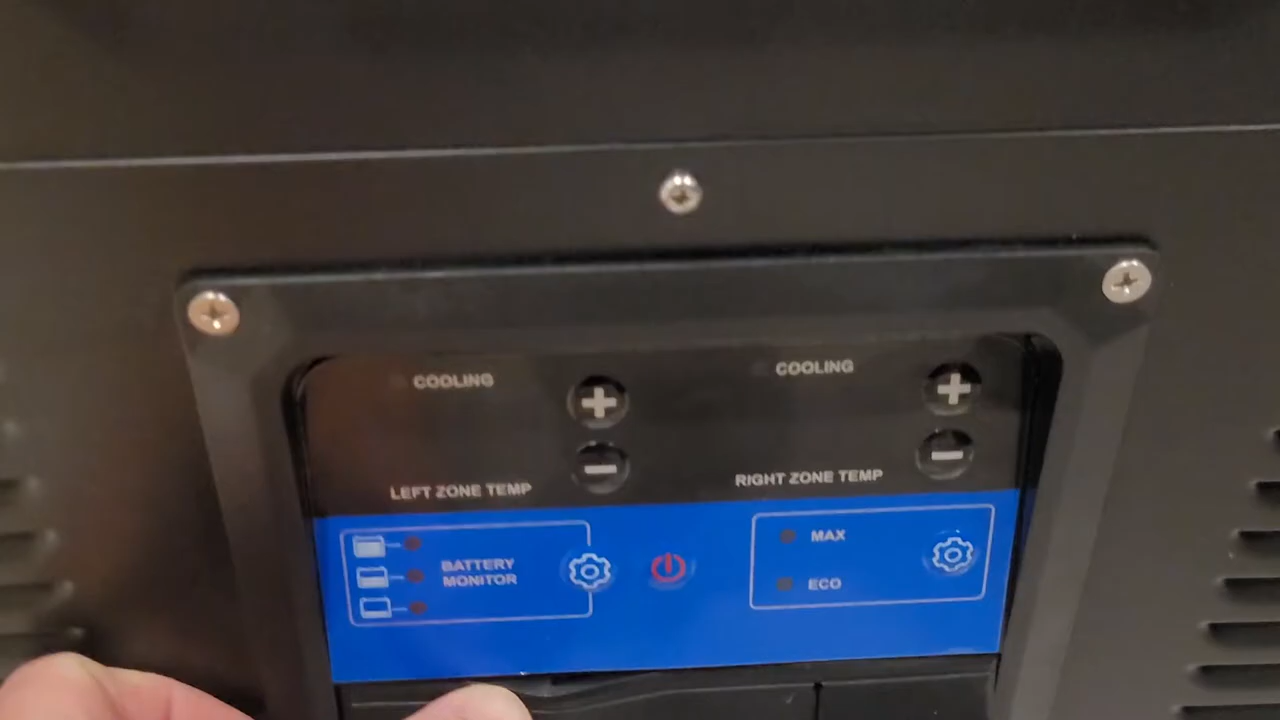 COOLING
COOLING
LEFT ZONE TEMP
RIGHT ZONE TEMP
BATTERY
MONITOR
MAX
ECO